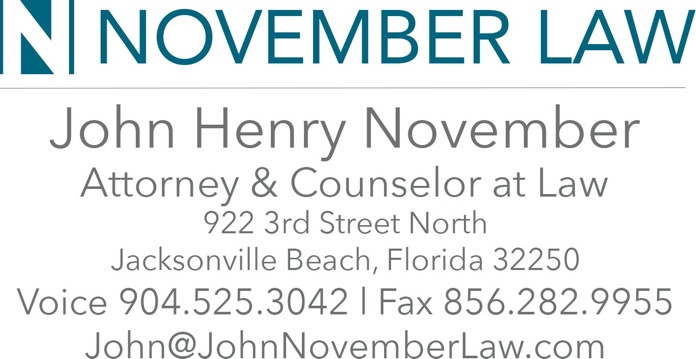 N NOVEMBER LAW
John Henry November
Attorney & Counselor at Law
922 3rd Street North
Jacksonville Beach, Florida 32250
Voice 904.525.3042 | Fax 856.282.9955
John@JohnNovemberLaw.com